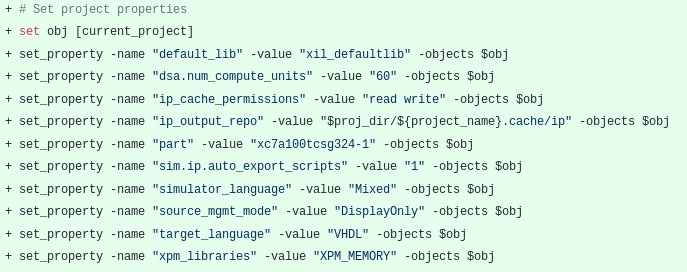 + # Set project properties
+ set obj [current_project]
+ set_property -name "default_lib" -value "xil_defaultlib" -objects $obj
+ set_property -name "dsa.num_compute_units" -value "60" -objects $obj
+ set_property -name "ip_cache_permissions" -value "read write" -objects $obj
+ set_property -name "ip_output_repo" -value "$proj_dir/${project_name}.cache/ip" -objects $obj
+ set_property -name "part" -value "xc7a100tcsg324-1" -objects $obj
+ set_property -name "sim.ip.auto_export_scripts" -value "1" -objects $obj
+ set_property -name "simulator_language" -value "Mixed" -objects $obj
+ set_property -name "source_mgmt_mode" -value "DisplayOnly" -objects $obj
+ set_property -name "target_language" -value "VHDL" -objects $obj
+ set_property -name "xpm_libraries" -value "XPM_MEMORY" -objects $obj